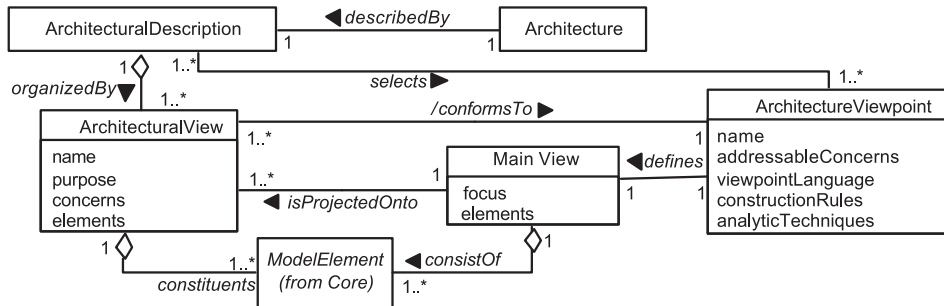 ArchitecturalDescription
1
◀ describedBy
1
Architecture
1
organizedBy ▼
1..*
1..*
selects ▶
1..*
ArchitecturalView
name
purpose
concerns
elements
/conformsTo ▶
1..*
1
ArchitectureViewpoint
name
addressableConcerns
viewpointLanguage
constructionRules
analyticTechniques
Main View
focus
elements
◀ defines
1
1
1..*
1
◀ isProjectedOnto
1
1..*
constituents
ModelElement
(from Core)
◀ consistOf
1..*
1